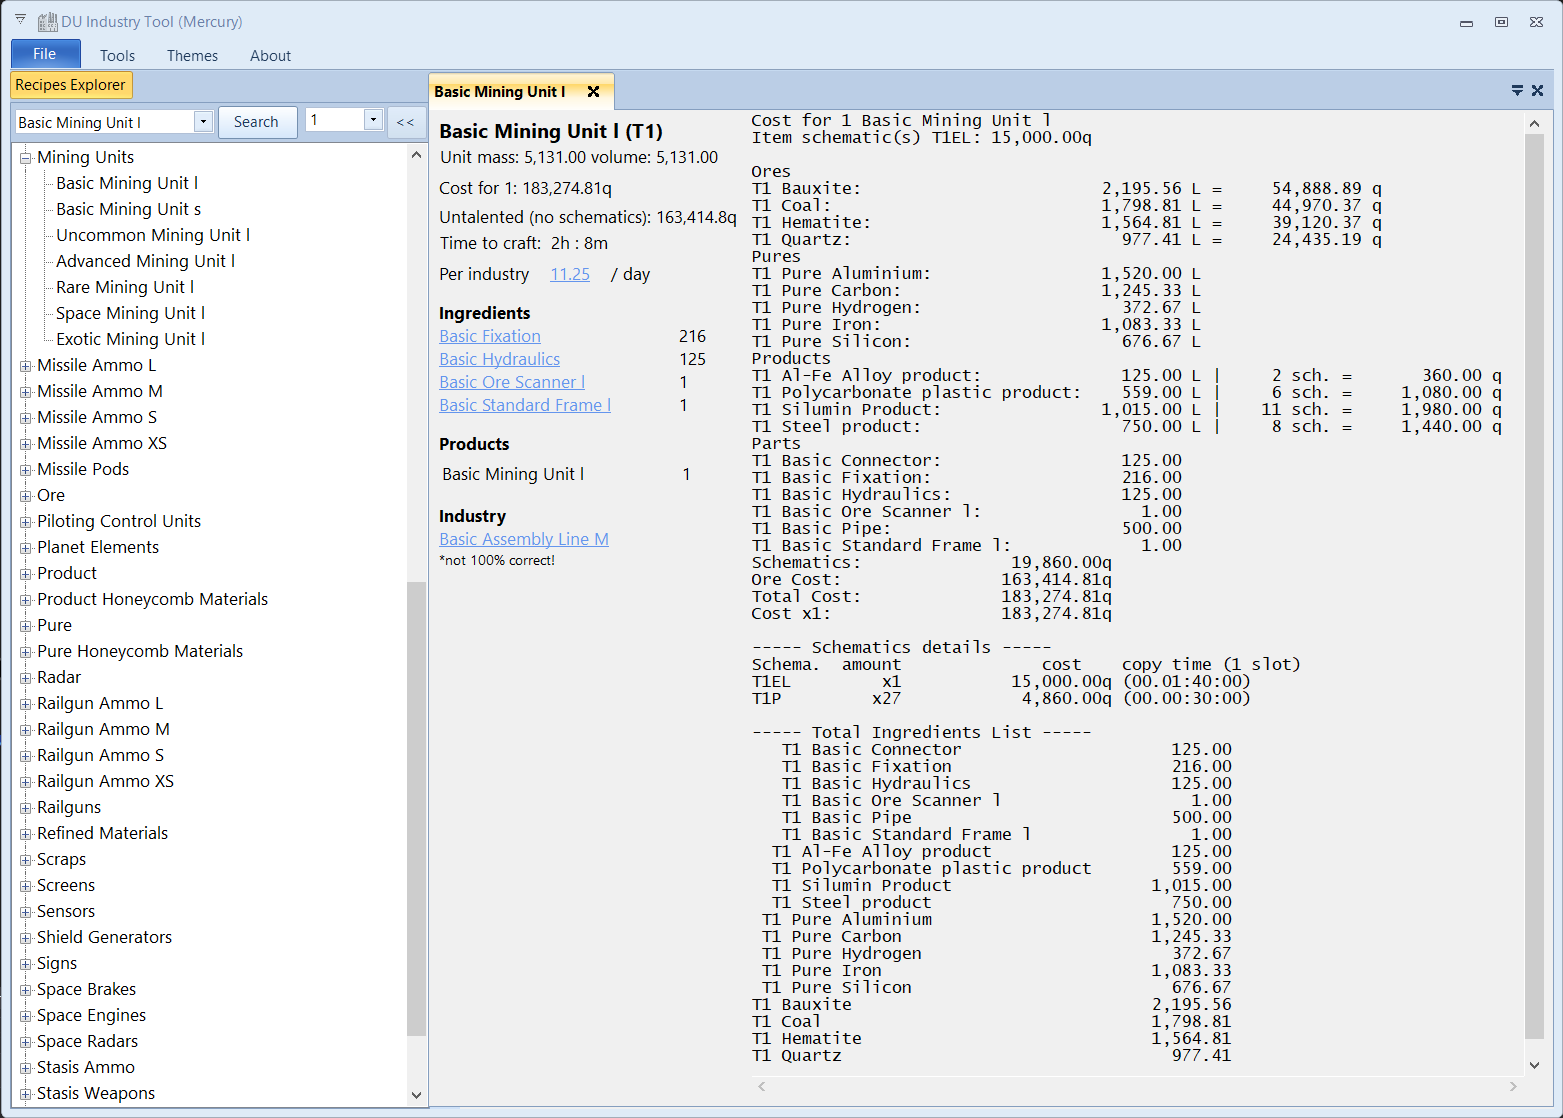 DU Industry Tool (Mercury)
File Tools Themes About
Recipes Explorer
Basic Mining Unit l Search 1 <<
Mining Units
Basic Mining Unit l
Basic Mining Unit s
Uncommon Mining Unit l
Advanced Mining Unit l
Rare Mining Unit l
Space Mining Unit l
Exotic Mining Unit l
Missile Ammo L
Missile Ammo M
Missile Ammo S
Missile Ammo XS
Missile Pods
Ore
Piloting Control Units
Planet Elements
Product
Product Honeycomb Materials
Pure
Pure Honeycomb Materials
Radar
Railgun Ammo L
Railgun Ammo M
Railgun Ammo S
Railgun Ammo XS
Railguns
Refined Materials
Scraps
Screens
Sensors
Shield Generators
Signs
Space Brakes
Space Engines
Space Radars
Stasis Ammo
Stasis Weapons
Basic Mining Unit l
Basic Mining Unit l (T1)
Unit mass: 5,131.00 volume: 5,131.00
Cost for 1: 183,274.81q
Untalented (no schematics): 163,414.8q
Time to craft: 2h : 8m
Per industry 11.25 / day
Ingredients
Basic Fixation 216
Basic Hydraulics 125
Basic Ore Scanner l 1
Basic Standard Frame l 1
Products
Basic Mining Unit l 1
Industry
Basic Assembly Line M
*not 100% correct!
Cost for 1 Basic Mining Unit l
Item schematic(s) T1EL: 15,000.00q
Ores
T1 Bauxite: 2,195.56 L = 54,888.89 q
T1 Coal: 1,798.81 L = 44,970.37 q
T1 Hematite: 1,564.81 L = 39,120.37 q
T1 Quartz: 977.41 L = 24,435.19 q
Pures
T1 Pure Aluminium: 1,520.00 L
T1 Pure Carbon: 1,245.33 L
T1 Pure Hydrogen: 372.67 L
T1 Pure Iron: 1,083.33 L
T1 Pure Silicon: 676.67 L
Products
T1 Al-Fe Alloy product: 125.00 L | 2 sch. = 360.00 q
T1 Polycarbonate plastic product: 559.00 L | 6 sch. = 1,080.00 q
T1 Silumin Product: 1,015.00 L | 11 sch. = 1,980.00 q
T1 Steel product: 750.00 L | 8 sch. = 1,440.00 q
Parts
T1 Basic Connector: 125.00
T1 Basic Fixation: 216.00
T1 Basic Hydraulics: 125.00
T1 Basic Ore Scanner l: 1.00
T1 Basic Pipe: 500.00
T1 Basic Standard Frame l: 1.00
Schematics: 19,860.00q
Ore Cost: 163,414.81q
Total Cost: 183,274.81q
Cost x1: 183,274.81q
----- Schematics details -----
Schema. amount cost copy time (1 slot)
T1EL x1 15,000.00q (00.01:40:00)
T1P x27 4,860.00q (00.00:30:00)
----- Total Ingredients List -----
T1 Basic Connector 125.00
T1 Basic Fixation 216.00
T1 Basic Hydraulics 125.00
T1 Basic Ore Scanner l 1.00
T1 Basic Pipe 500.00
T1 Basic Standard Frame l 1.00
T1 Al-Fe Alloy product 125.00
T1 Polycarbonate plastic product 559.00
T1 Silumin Product 1,015.00
T1 Steel product 750.00
T1 Pure Aluminium 1,520.00
T1 Pure Carbon 1,245.33
T1 Pure Hydrogen 372.67
T1 Pure Iron 1,083.33
T1 Pure Silicon 676.67
T1 Bauxite 2,195.56
T1 Coal 1,798.81
T1 Hematite 1,564.81
T1 Quartz 977.41